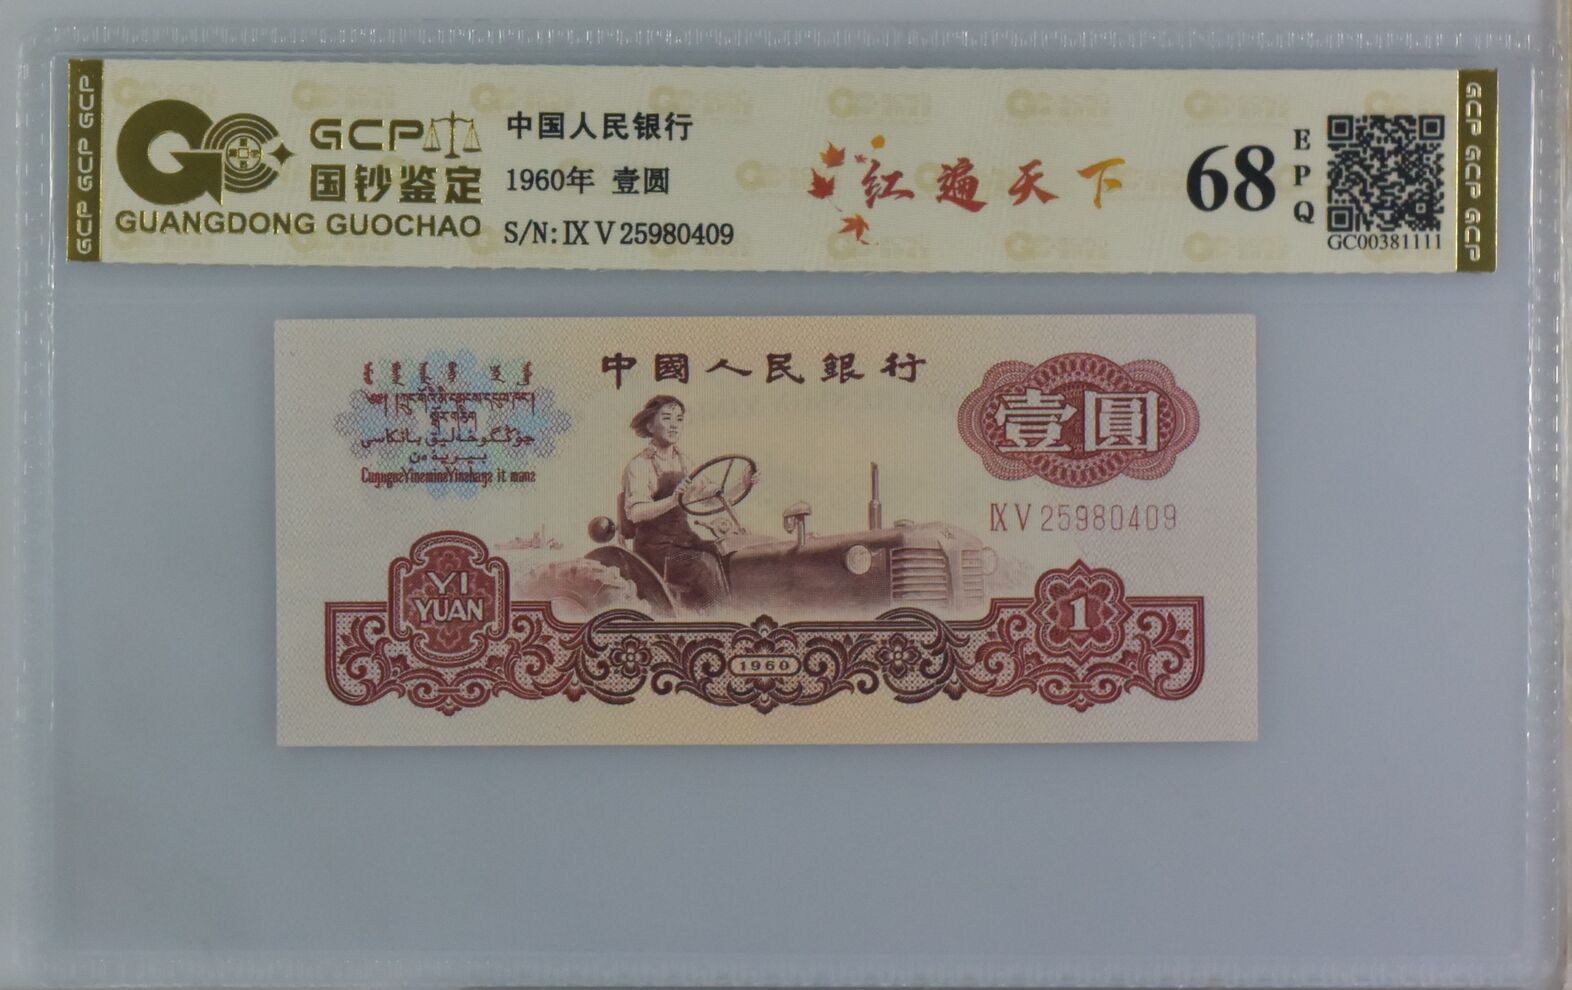 GCP GCP GCP
GCP
国钞鉴定
GUANGDONG GUOCHAO
中国人民银行
1960年 壹圆
S/N: Ⅸ Ⅴ 25980409
红遍天下
68
EPQ
GC00381111
GCP GCP GCP
中國人民銀行
壹圓
Ⅸ Ⅴ 25980409
YI
YUAN
1960
1